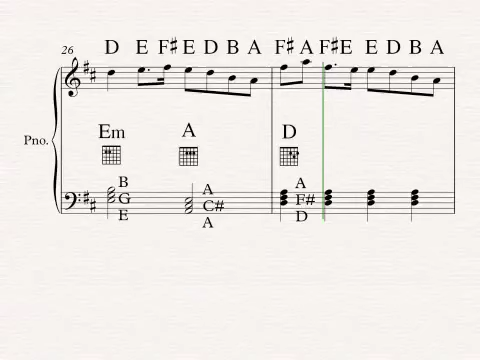 26 D E F♯ E D B A F♯ A F♯ E E D B A
Em A D
Pno.
B A A
G C# F#
E A D